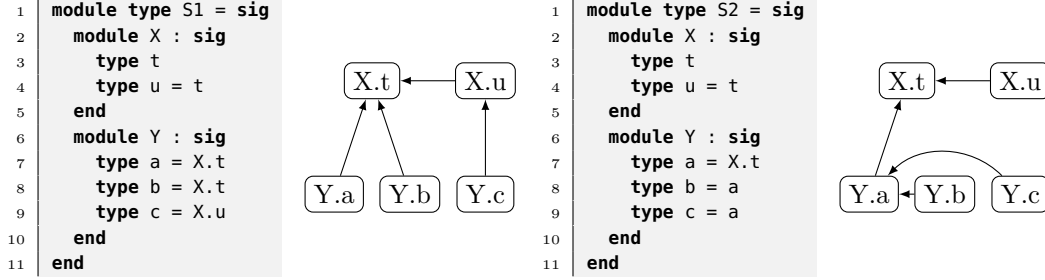 1 module type S1 = sig
2 module X : sig
3 type t
4 type u = t
5 end
6 module Y : sig
7 type a = X.t
8 type b = X.t
9 type c = X.u
10 end
11 end
X.t X.u
Y.a Y.b Y.c
1 module type S2 = sig
2 module X : sig
3 type t
4 type u = t
5 end
6 module Y : sig
7 type a = X.t
8 type b = a
9 type c = a
10 end
11 end
X.t X.u
Y.a Y.b Y.c